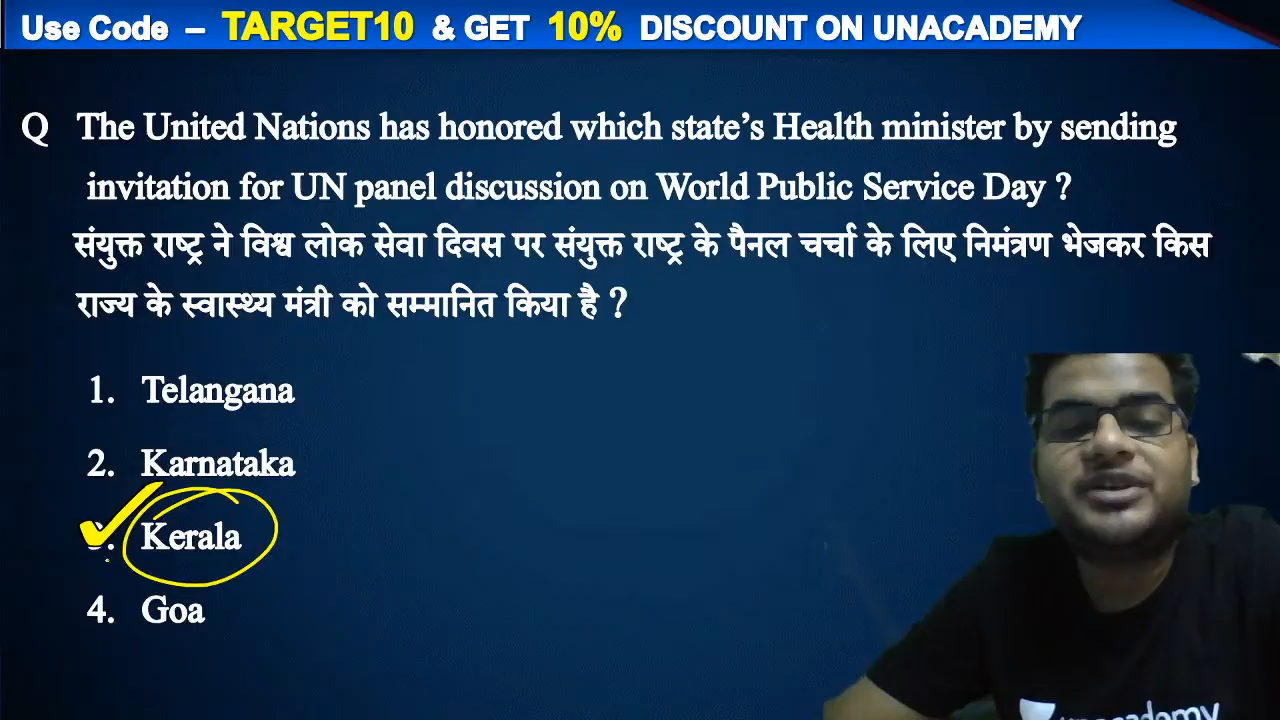 Use Code – TARGET10 & GET 10% DISCOUNT ON UNACADEMY
Q The United Nations has honored which state's Health minister by sending
invitation for UN panel discussion on World Public Service Day ?
संयुक्त राष्ट्र ने विश्व लोक सेवा दिवस पर संयुक्त राष्ट्र के पैनल चर्चा के लिए निमंत्रण भेजकर किस
राज्य के स्वास्थ्य मंत्री को सम्मानित किया है ?
1. Telangana
2. Karnataka
3. Kerala
4. Goa
unacademy